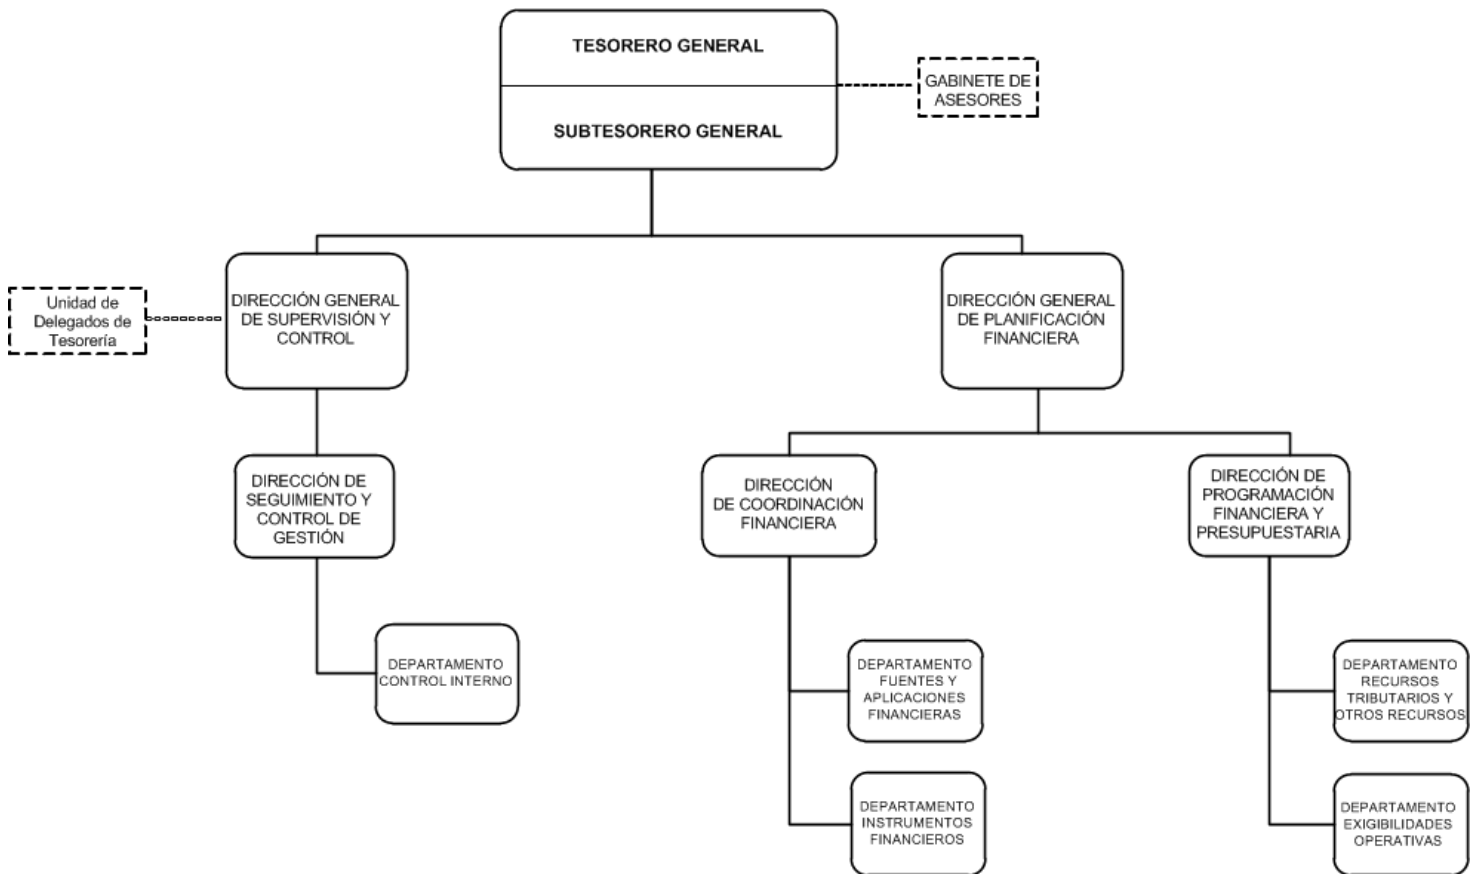 TESORERO GENERAL
SUBTESORERO GENERAL
GABINETE DE
ASESORES
Unidad de
Delegados de
Tesorería
DIRECCIÓN GENERAL
DE SUPERVISIÓN Y
CONTROL
DIRECCIÓN GENERAL
DE PLANIFICACIÓN
FINANCIERA
DIRECCIÓN DE
SEGUIMIENTO Y
CONTROL DE
GESTIÓN
DIRECCIÓN
DE COORDINACIÓN
FINANCIERA
DIRECCIÓN DE
PROGRAMACIÓN
FINANCIERA Y
PRESUPUESTARIA
DEPARTAMENTO
CONTROL INTERNO
DEPARTAMENTO
FUENTES Y
APLICACIONES
FINANCIERAS
DEPARTAMENTO
RECURSOS
TRIBUTARIOS Y
OTROS RECURSOS
DEPARTAMENTO
INSTRUMENTOS
FINANCIEROS
DEPARTAMENTO
EXIGIBILIDADES
OPERATIVAS